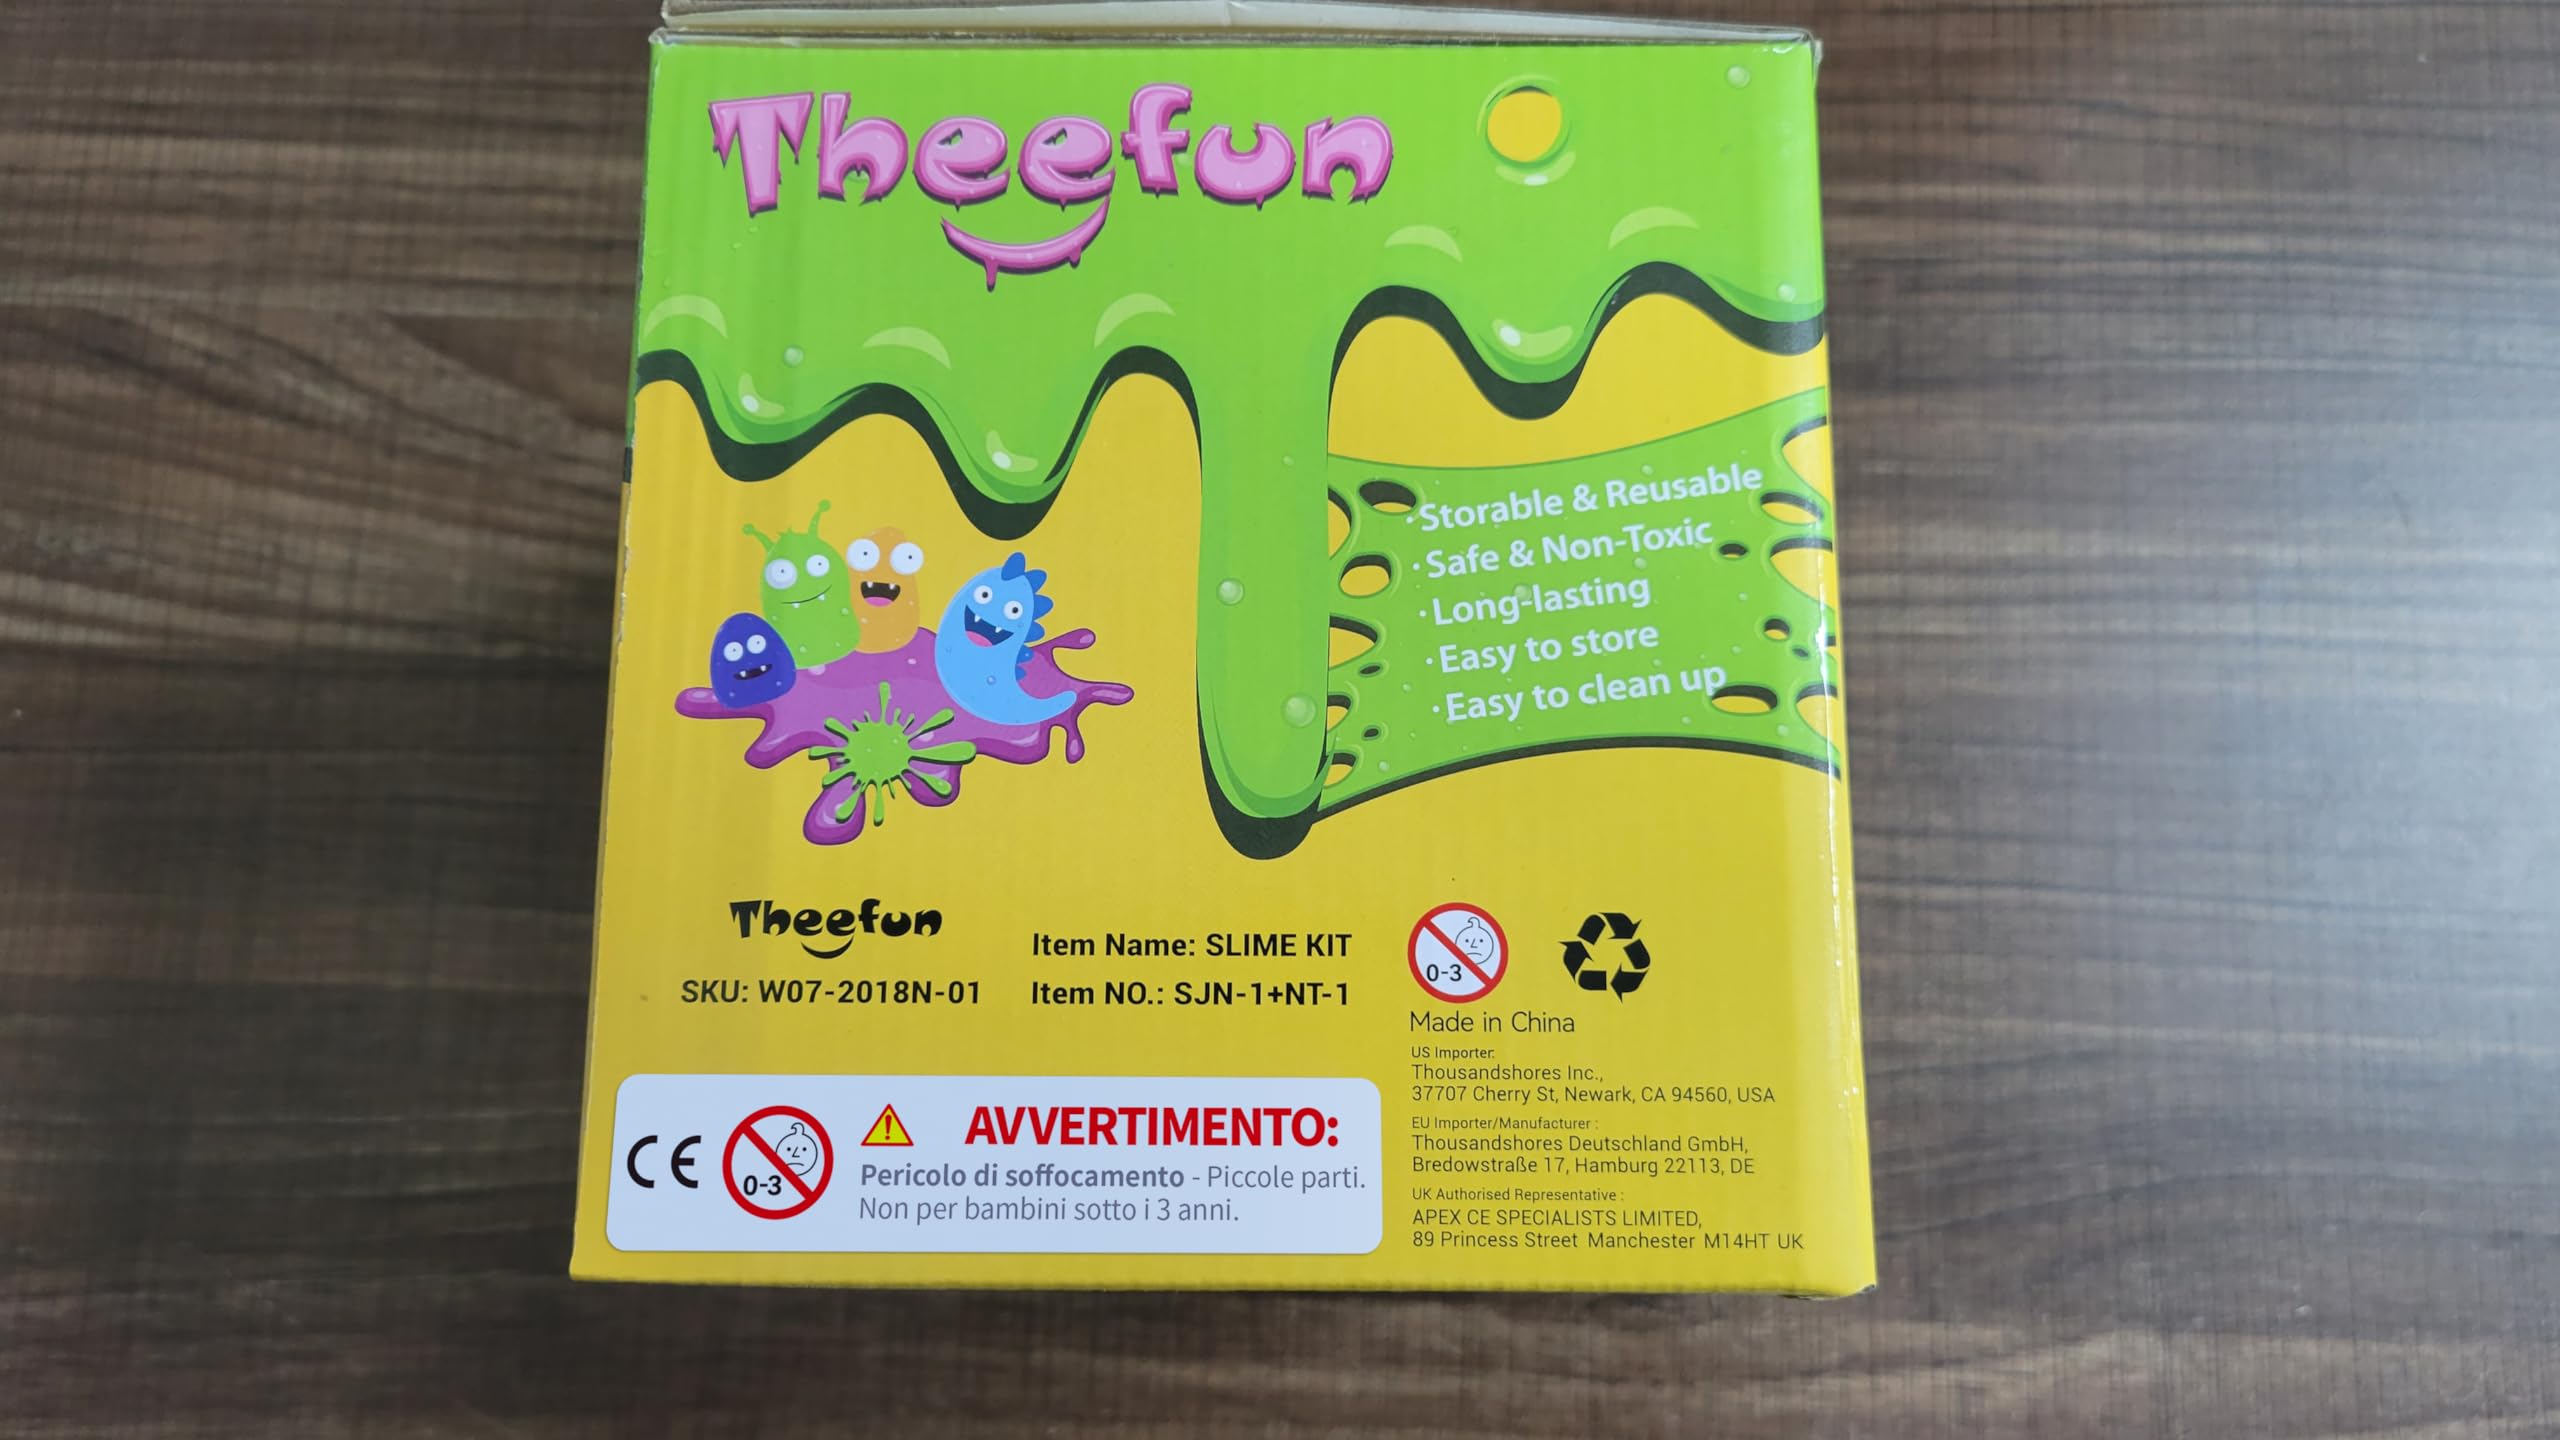 Theefun
·Storable & Reusable
·Safe & Non-Toxic
·Long-lasting
·Easy to store
·Easy to clean up
Theefun
SKU: W07-2018N-01
Item Name: SLIME KIT
Item NO.: SJN-1+NT-1
0-3
Made in China
US Importer:
Thousandshores Inc.,
37707 Cherry St, Newark, CA 94560, USA
EU Importer/Manufacturer :
Thousandshores Deutschland GmbH,
Bredowstraße 17, Hamburg 22113, DE
UK Authorised Representative :
APEX CE SPECIALISTS LIMITED,
89 Princess Street Manchester M14HT UK
CE
0-3
AVVERTIMENTO:
Pericolo di soffocamento - Piccole parti.
Non per bambini sotto i 3 anni.